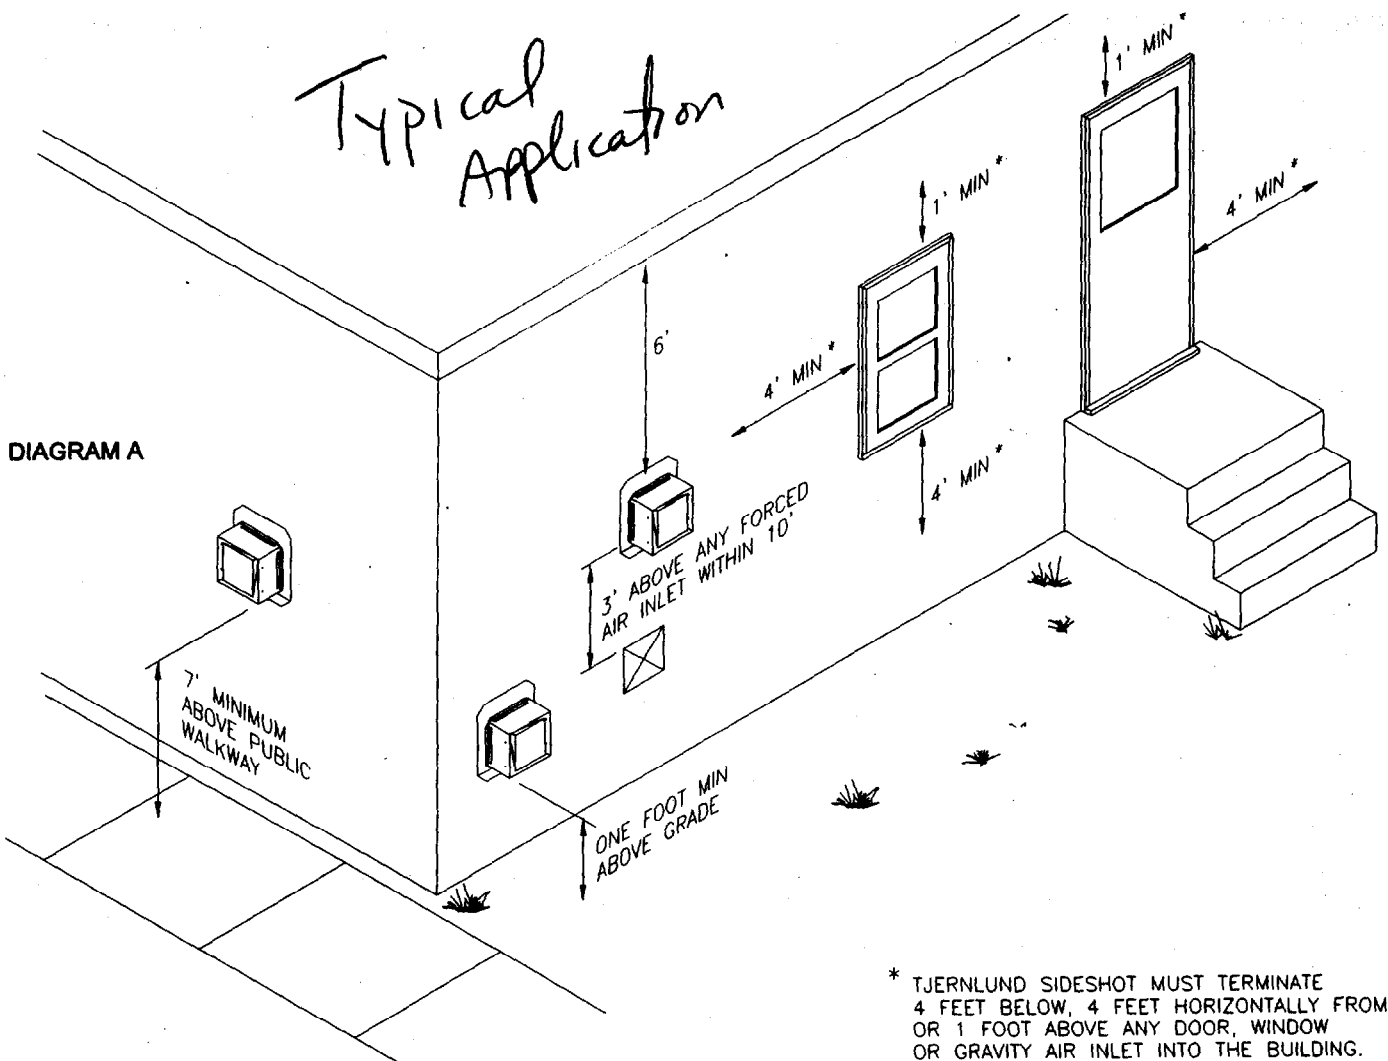 Typical
Application
1' MIN *
4' MIN *
1' MIN *
6'
4' MIN *
4' MIN *
DIAGRAM A
3' ABOVE ANY FORCED
AIR INLET WITHIN 10'
7' MINIMUM
ABOVE PUBLIC
WALKWAY
ONE FOOT MIN
ABOVE GRADE
* TJERNLUND SIDESHOT MUST TERMINATE
4 FEET BELOW, 4 FEET HORIZONTALLY FROM
OR 1 FOOT ABOVE ANY DOOR, WINDOW
OR GRAVITY AIR INLET INTO THE BUILDING.